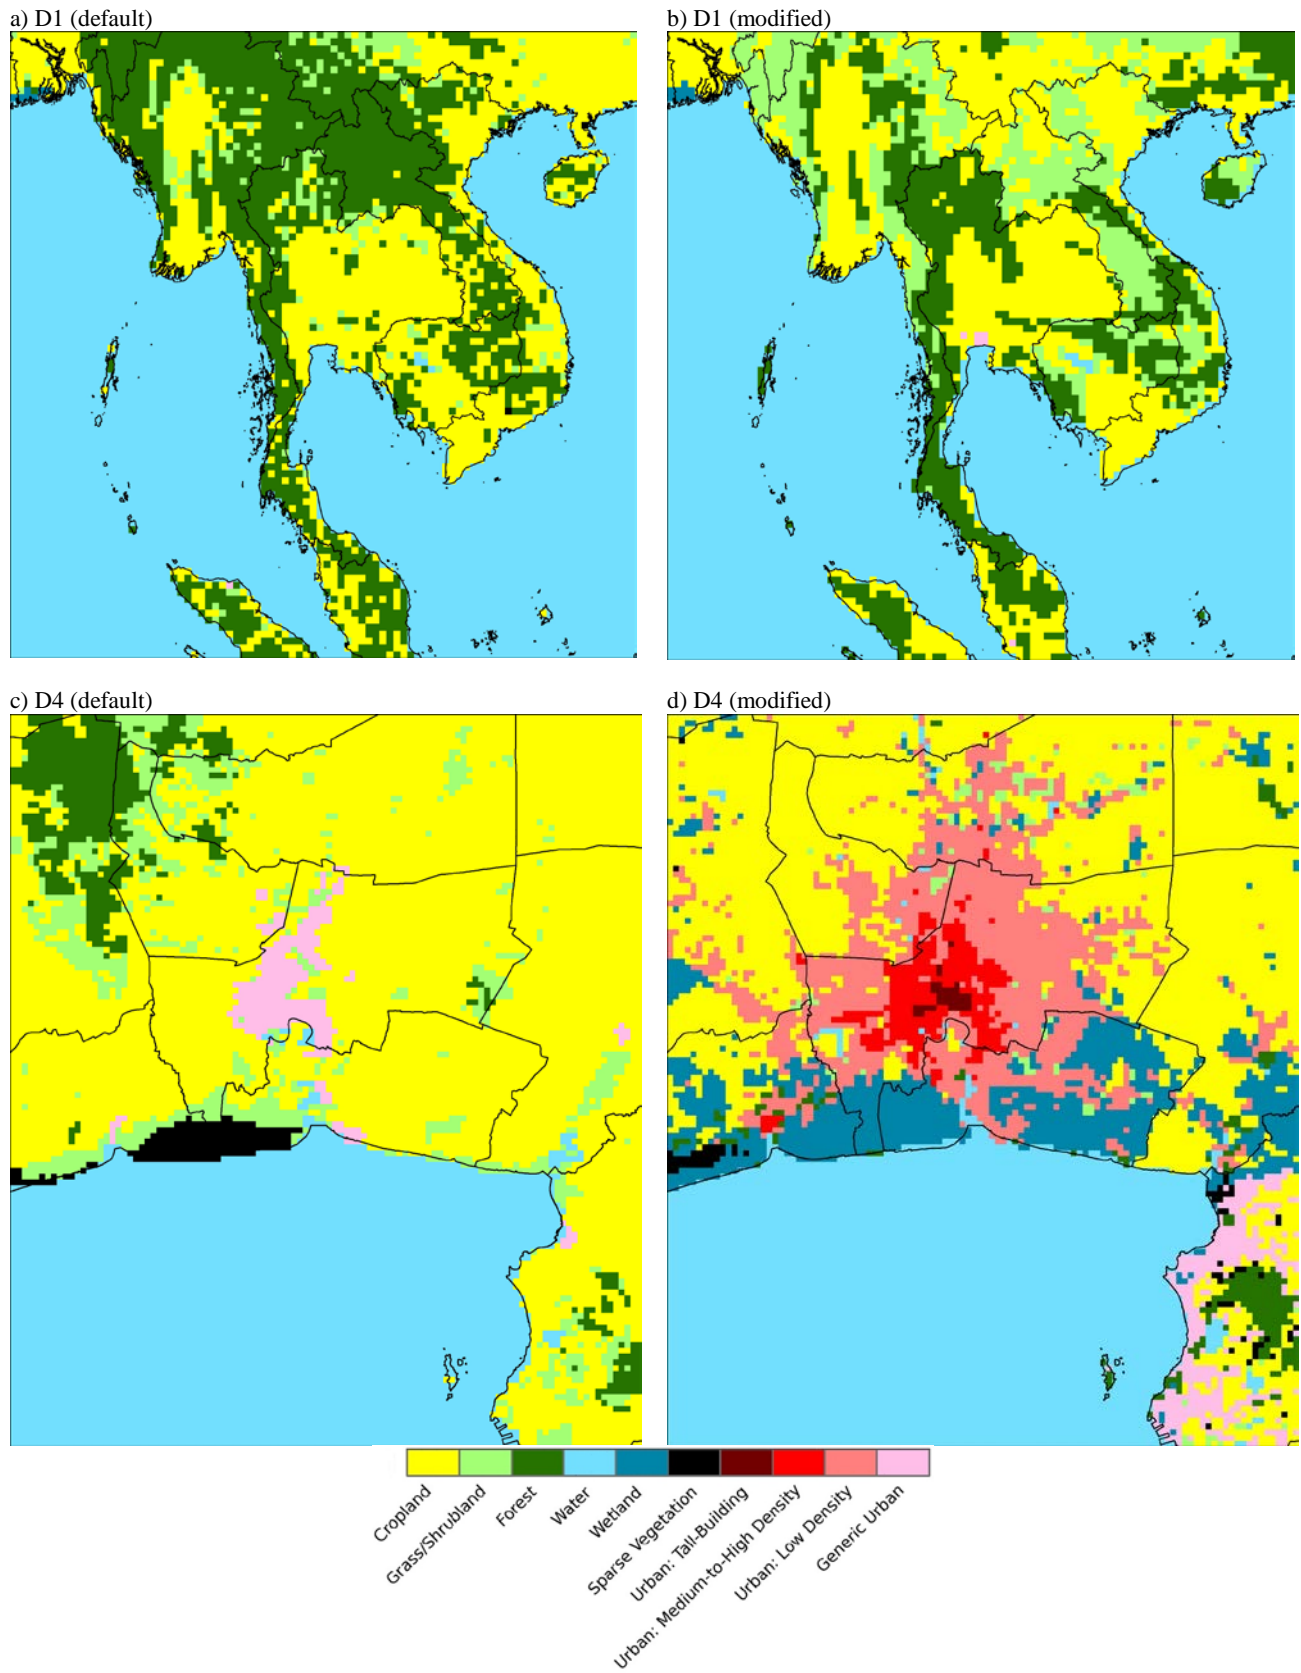 a) D1 (default)
b) D1 (modified)
c) D4 (default)
d) D4 (modified)
Cropland
Grass/Shrubland
Forest
Water
Wetland
Sparse Vegetation
Urban: Tall-Building
Urban: Medium-to-High Density
Urban: Low Density
Generic Urban